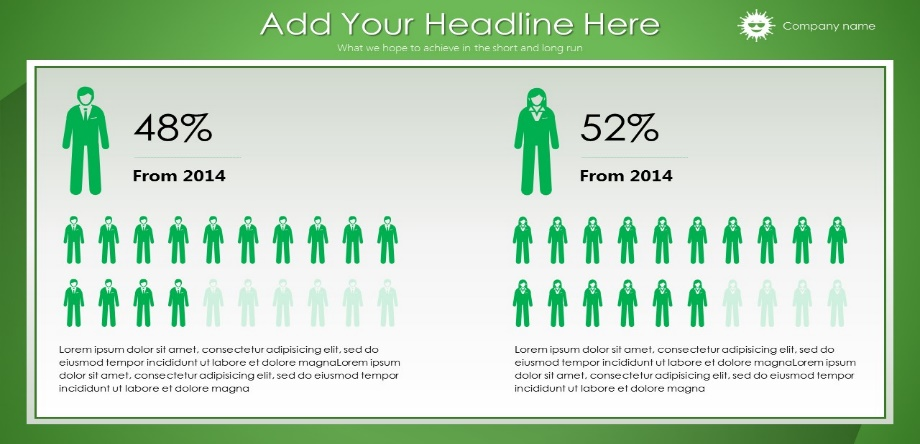 Add Your Headline Here
Company name
What we hope to achieve in the short and long run
48%
From 2014
Lorem ipsum dolor sit amet, consectetur adipisicing elit, sed do
eiusmod tempor incididunt ut labore et dolore magnaLorem ipsum
dolor sit amet, consectetur adipisicing elit, sed do eiusmod tempor
incididunt ut labore et dolore magna
52%
From 2014
Lorem ipsum dolor sit amet, consectetur adipisicing elit, sed do
eiusmod tempor incididunt ut labore et dolore magnaLorem ipsum
dolor sit amet, consectetur adipisicing elit, sed do eiusmod tempor
incididunt ut labore et dolore magna